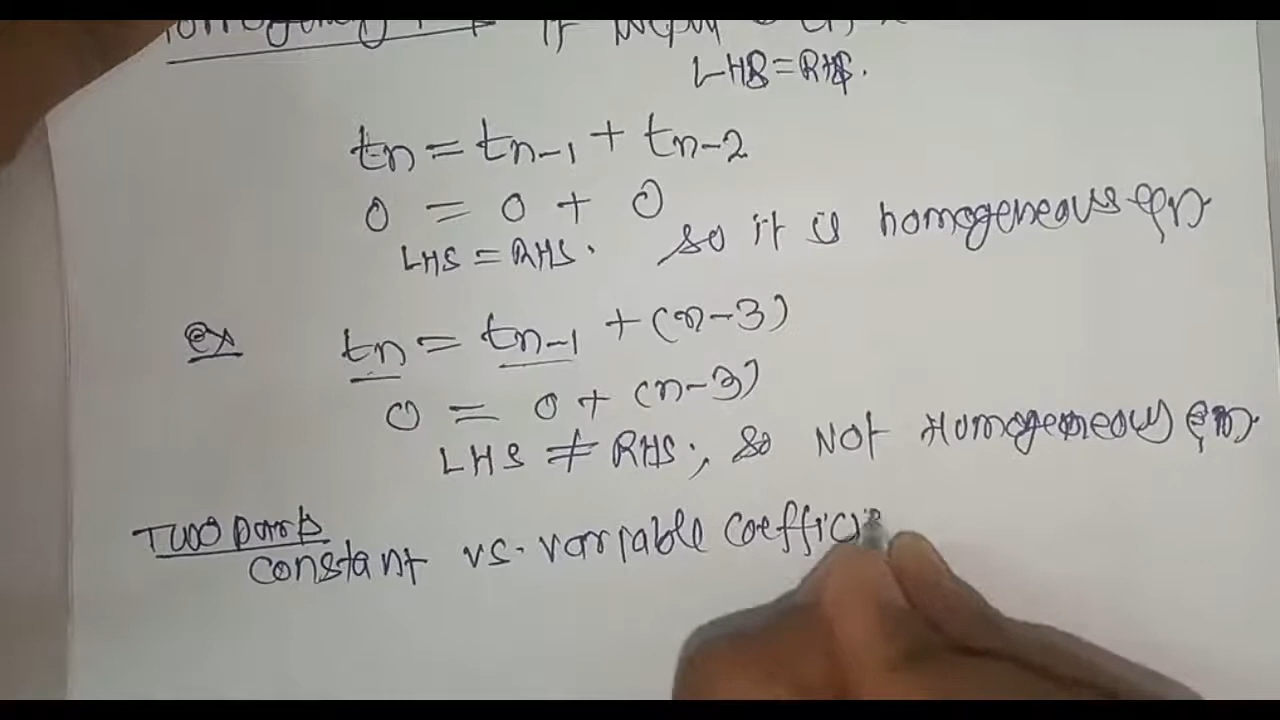 if
LHS=RHS.
tn = tn-1 + tn-2
0 = 0 + 0
LHS = RHS. so it is homogeneous eqn
ex tn = tn-1 + (n-3)
0 = 0 + (n-3)
LHS ≠ RHS., so NOT Homogeneous eqn
Two parts
constant vs. variable coeffici